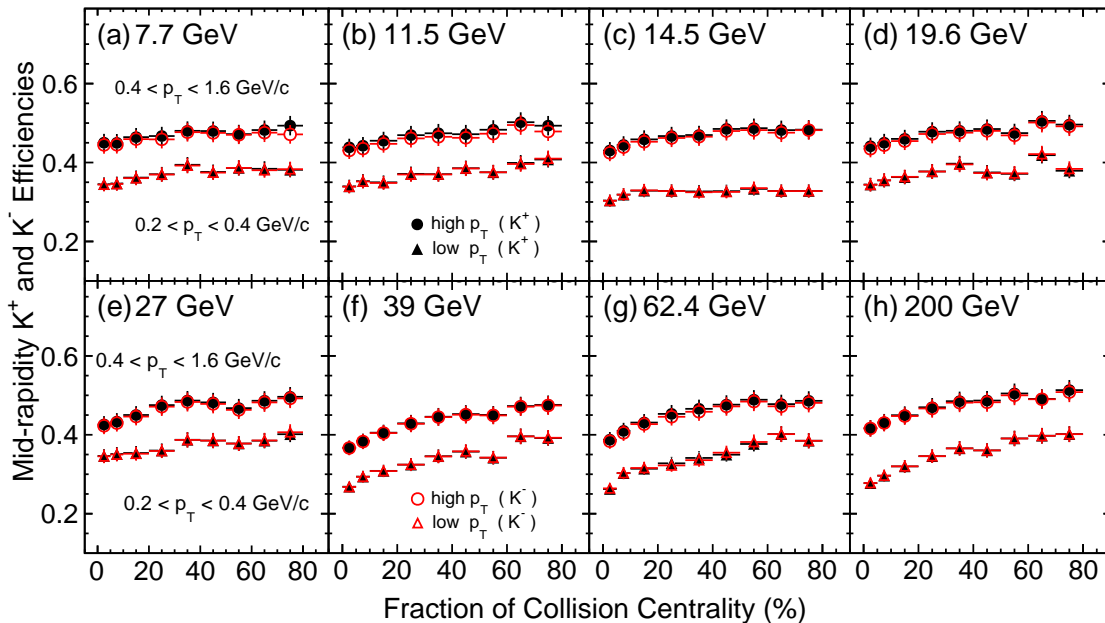 (a) 7.7 GeV
(b) 11.5 GeV
(c) 14.5 GeV
(d) 19.6 GeV
0.4 < p_T < 1.6 GeV/c
0.2 < p_T < 0.4 GeV/c
high p_T ( K⁺ )
low p_T ( K⁺ )
0.6
0.4
0.2
(e) 27 GeV
(f) 39 GeV
(g) 62.4 GeV
(h) 200 GeV
0.4 < p_T < 1.6 GeV/c
0.2 < p_T < 0.4 GeV/c
high p_T ( K⁻ )
low p_T ( K⁻ )
0.6
0.4
0.2
0 20 40 60 80
0 20 40 60 80
0 20 40 60 80
0 20 40 60 80
Mid-rapidity K⁺ and K⁻ Efficiencies
Fraction of Collision Centrality (%)